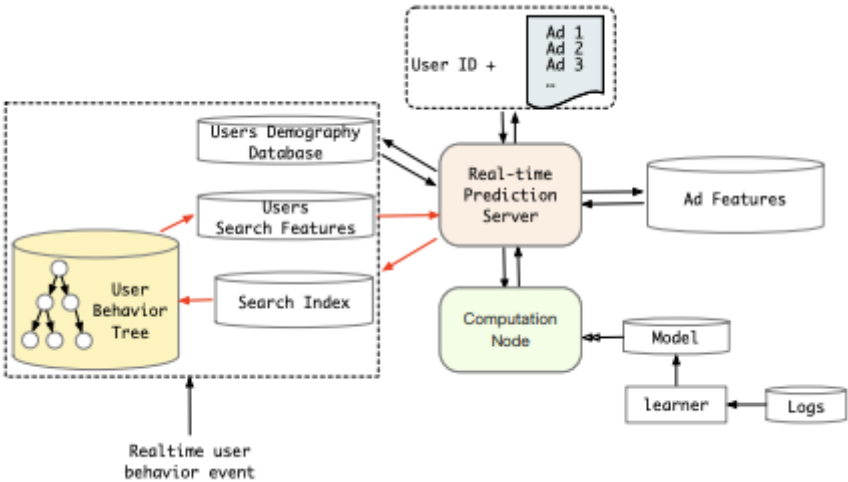 Ad 1
Ad 2
Ad 3
…
User ID +
Users Demography
Database
Real-time
Prediction
Server
Ad Features
Users
Search Features
User
Behavior
Tree
Search Index
Computation
Node
Model
learner
Logs
Realtime user
behavior event